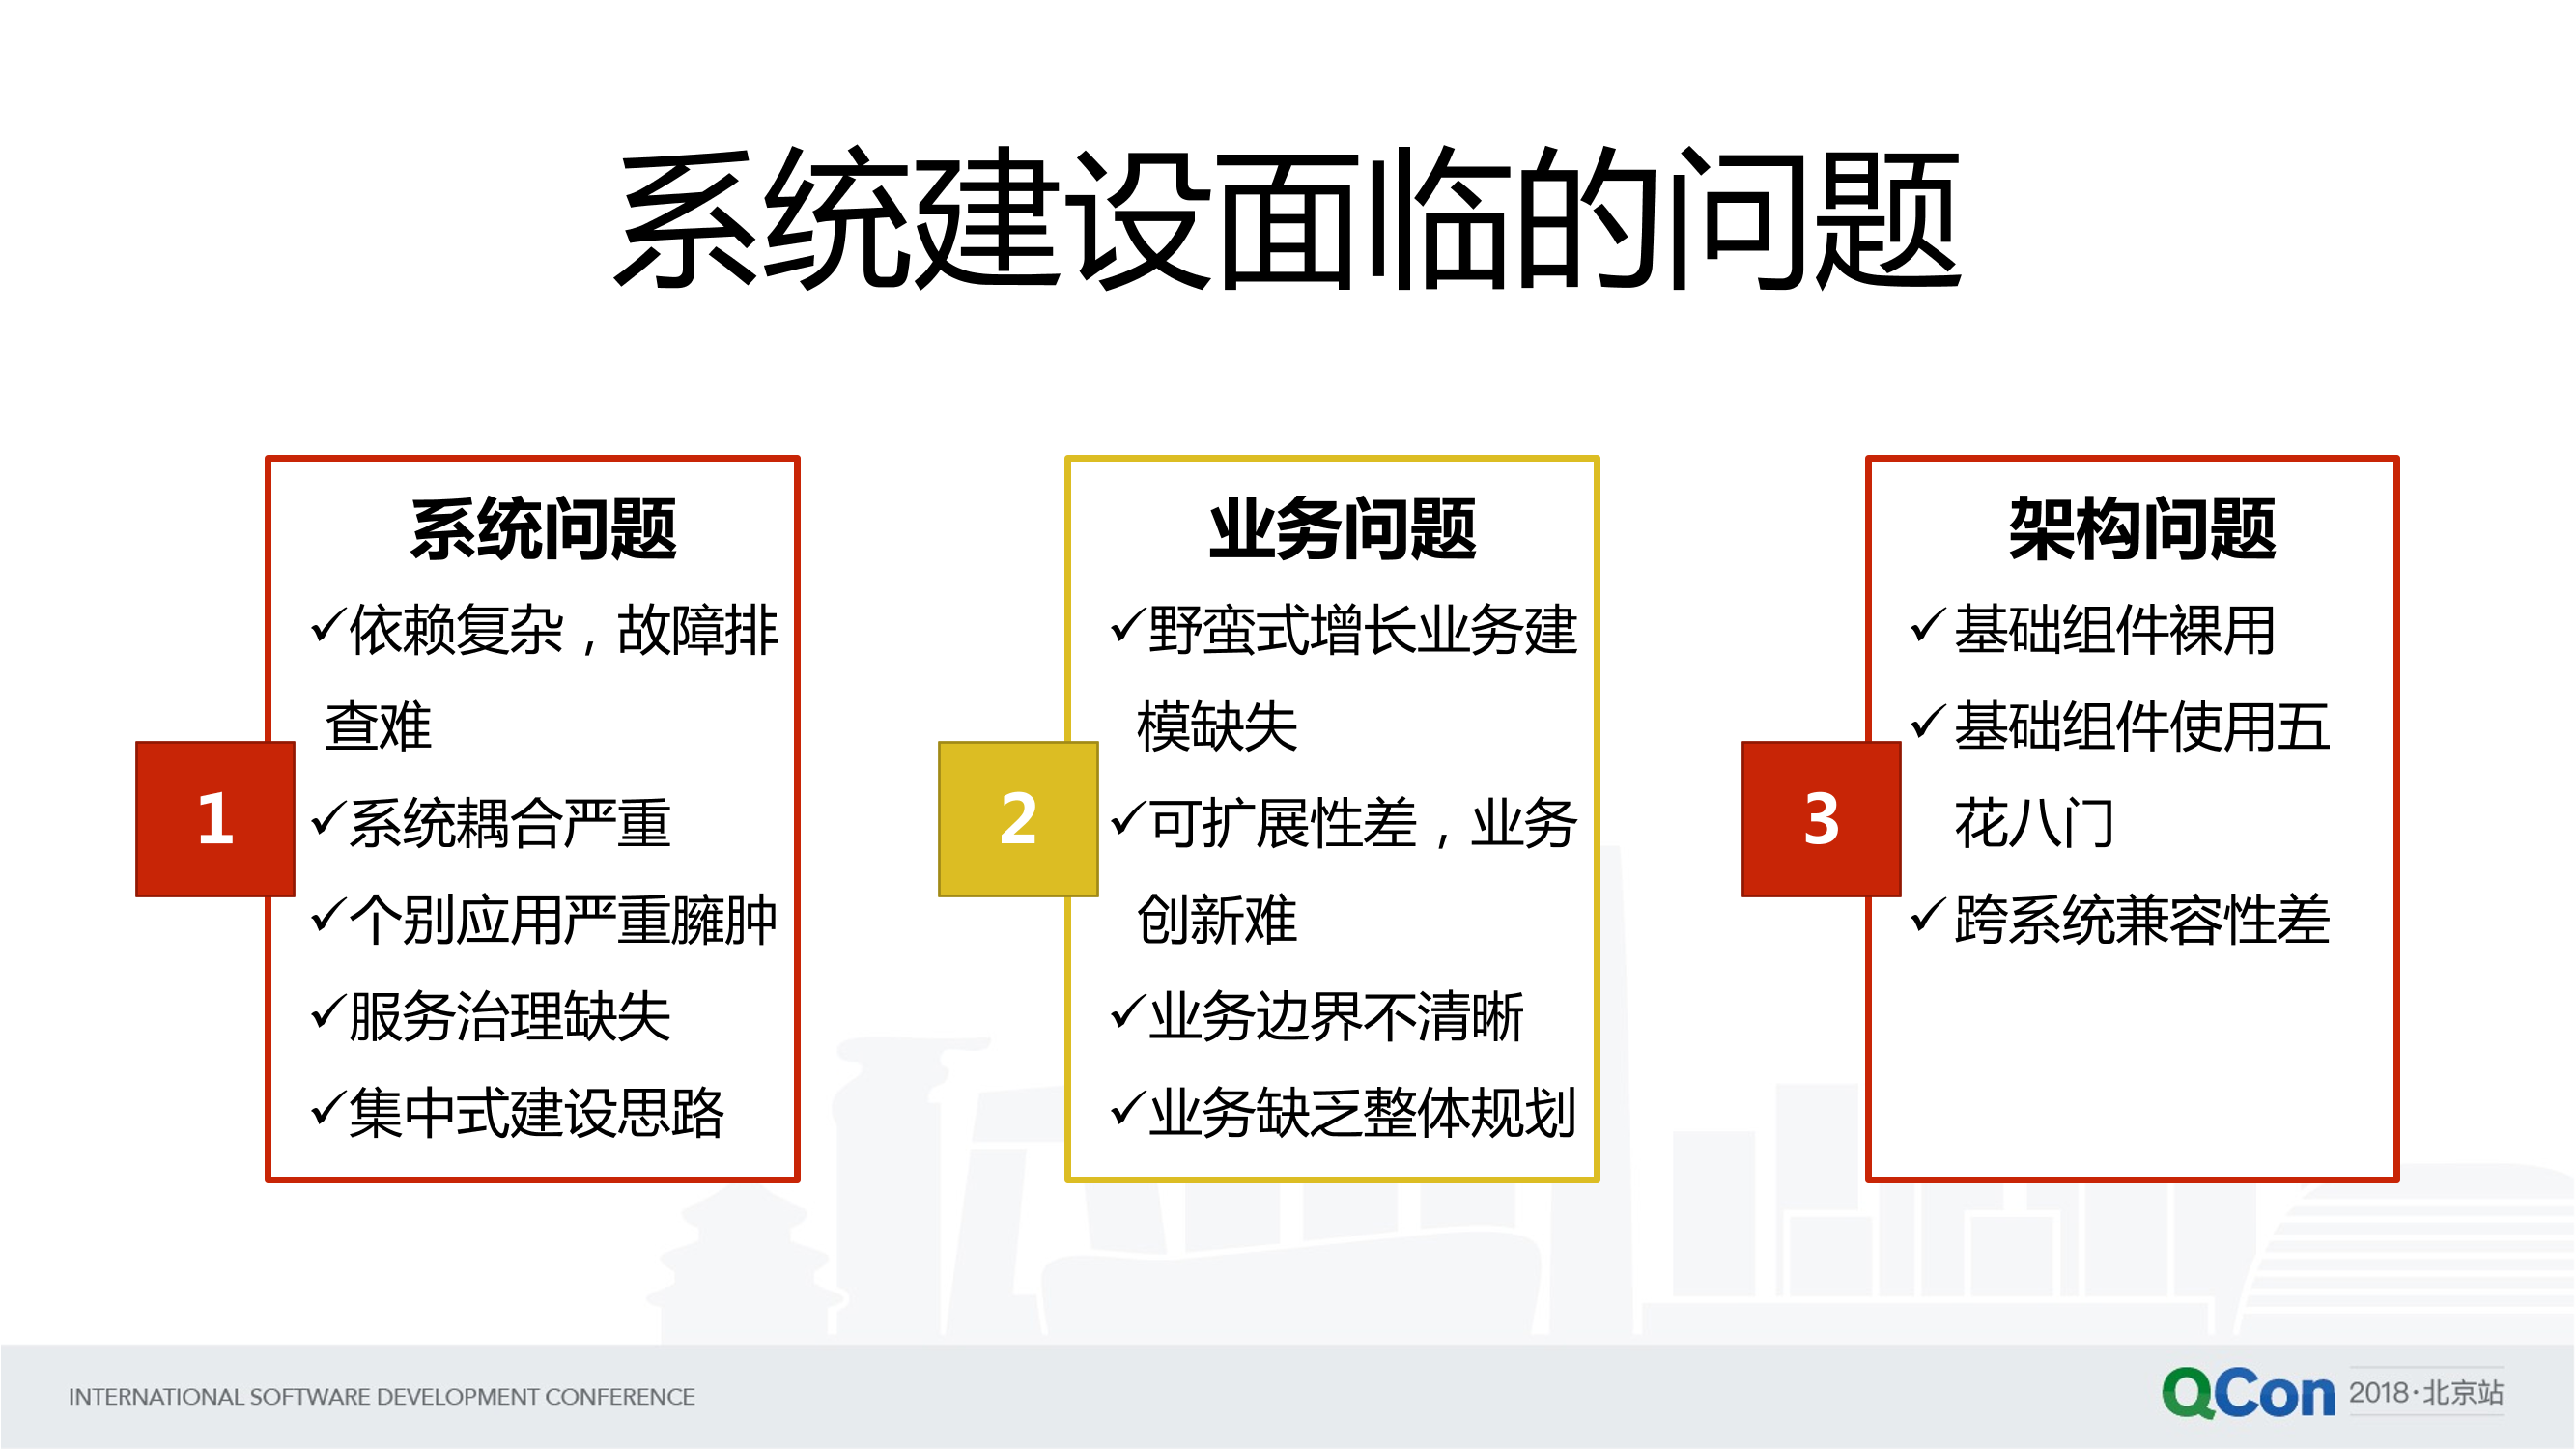 系统建设面临的问题
1
系统问题
✓依赖复杂，故障排
查难
✓系统耦合严重
✓个别应用严重臃肿
✓服务治理缺失
✓集中式建设思路
2
业务问题
✓野蛮式增长业务建
模缺失
✓可扩展性差，业务
创新难
✓业务边界不清晰
✓业务缺乏整体规划
3
架构问题
✓基础组件裸用
✓基础组件使用五
花八门
✓跨系统兼容性差
INTERNATIONAL SOFTWARE DEVELOPMENT CONFERENCE
QCon 2018·北京站